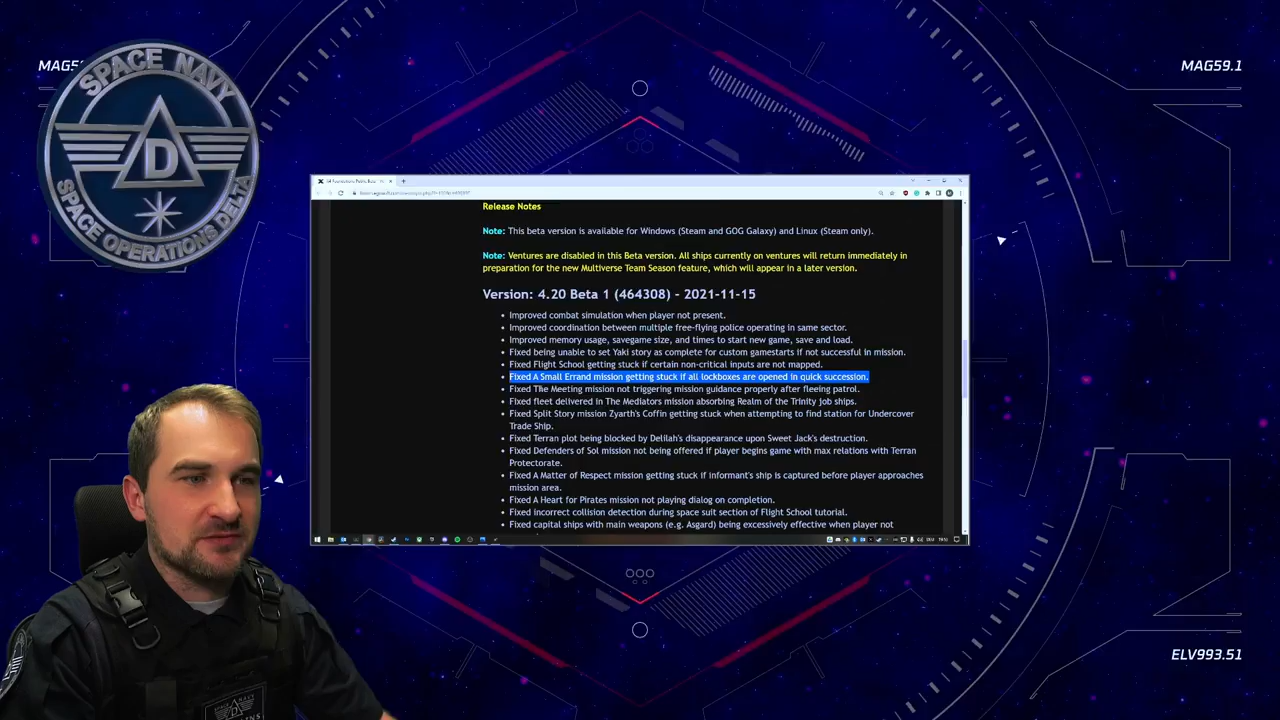 SPACE NAVY
D
SPACE OPERATIONS DELTA
MAG59.1
Release Notes
Note: This beta version is available for Windows (Steam and GOG Galaxy) and Linux (Steam only).
Note: Ventures are disabled in this Beta version. All ships currently on ventures will return immediately in
preparation for the new Multiverse Team Season feature, which will appear in a later version.
Version: 4.20 Beta 1 (464308) - 2021-11-15
• Improved combat simulation when player not present.
• Improved coordination between multiple free-flying police operating in same sector.
• Improved memory usage, savegame size, and times to start new game, save and load.
• Fixed being unable to set Yaki story as complete for custom gamestarts if not successful in mission.
• Fixed Flight School getting stuck if certain non-critical inputs are not mapped.
• Fixed A Small Errand mission getting stuck if all lockboxes are opened in quick succession.
• Fixed The Meeting mission not triggering mission guidance properly after fleeing patrol.
• Fixed fleet delivered in The Mediators mission absorbing Realm of the Trinity job ships.
• Fixed Split Story mission Zyarth's Coffin getting stuck when attempting to find station for Undercover
Trade Ship.
• Fixed Terran plot being blocked by Delilah's disappearance upon Sweet Jack's destruction.
• Fixed Defenders of Sol mission not being offered if player begins game with max relations with Terran
Protectorate.
• Fixed A Matter of Respect mission getting stuck if informant's ship is captured before player approaches
mission area.
• Fixed A Heart for Pirates mission not playing dialog on completion.
• Fixed incorrect collision detection during space suit section of Flight School tutorial.
• Fixed capital ships with main weapons (e.g. Asgard) being excessively effective when player not
ELV993.51